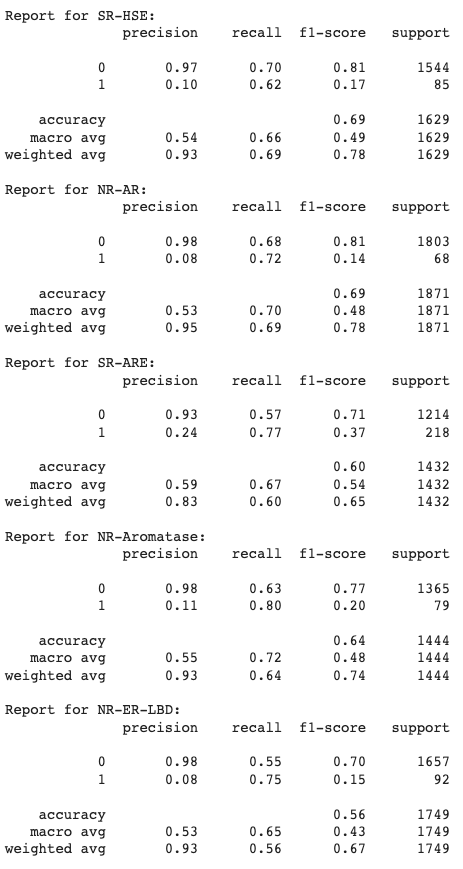 Report for SR-HSE:
precision recall f1-score support
0 0.97 0.70 0.81 1544
1 0.10 0.62 0.17 85
accuracy 0.69 1629
macro avg 0.54 0.66 0.49 1629
weighted avg 0.93 0.69 0.78 1629
Report for NR-AR:
precision recall f1-score support
0 0.98 0.68 0.81 1803
1 0.08 0.72 0.14 68
accuracy 0.69 1871
macro avg 0.53 0.70 0.48 1871
weighted avg 0.95 0.69 0.78 1871
Report for SR-ARE:
precision recall f1-score support
0 0.93 0.57 0.71 1214
1 0.24 0.77 0.37 218
accuracy 0.60 1432
macro avg 0.59 0.67 0.54 1432
weighted avg 0.83 0.60 0.65 1432
Report for NR-Aromatase:
precision recall f1-score support
0 0.98 0.63 0.77 1365
1 0.11 0.80 0.20 79
accuracy 0.64 1444
macro avg 0.55 0.72 0.48 1444
weighted avg 0.93 0.64 0.74 1444
Report for NR-ER-LBD:
precision recall f1-score support
0 0.98 0.55 0.70 1657
1 0.08 0.75 0.15 92
accuracy 0.56 1749
macro avg 0.53 0.65 0.43 1749
weighted avg 0.93 0.56 0.67 1749